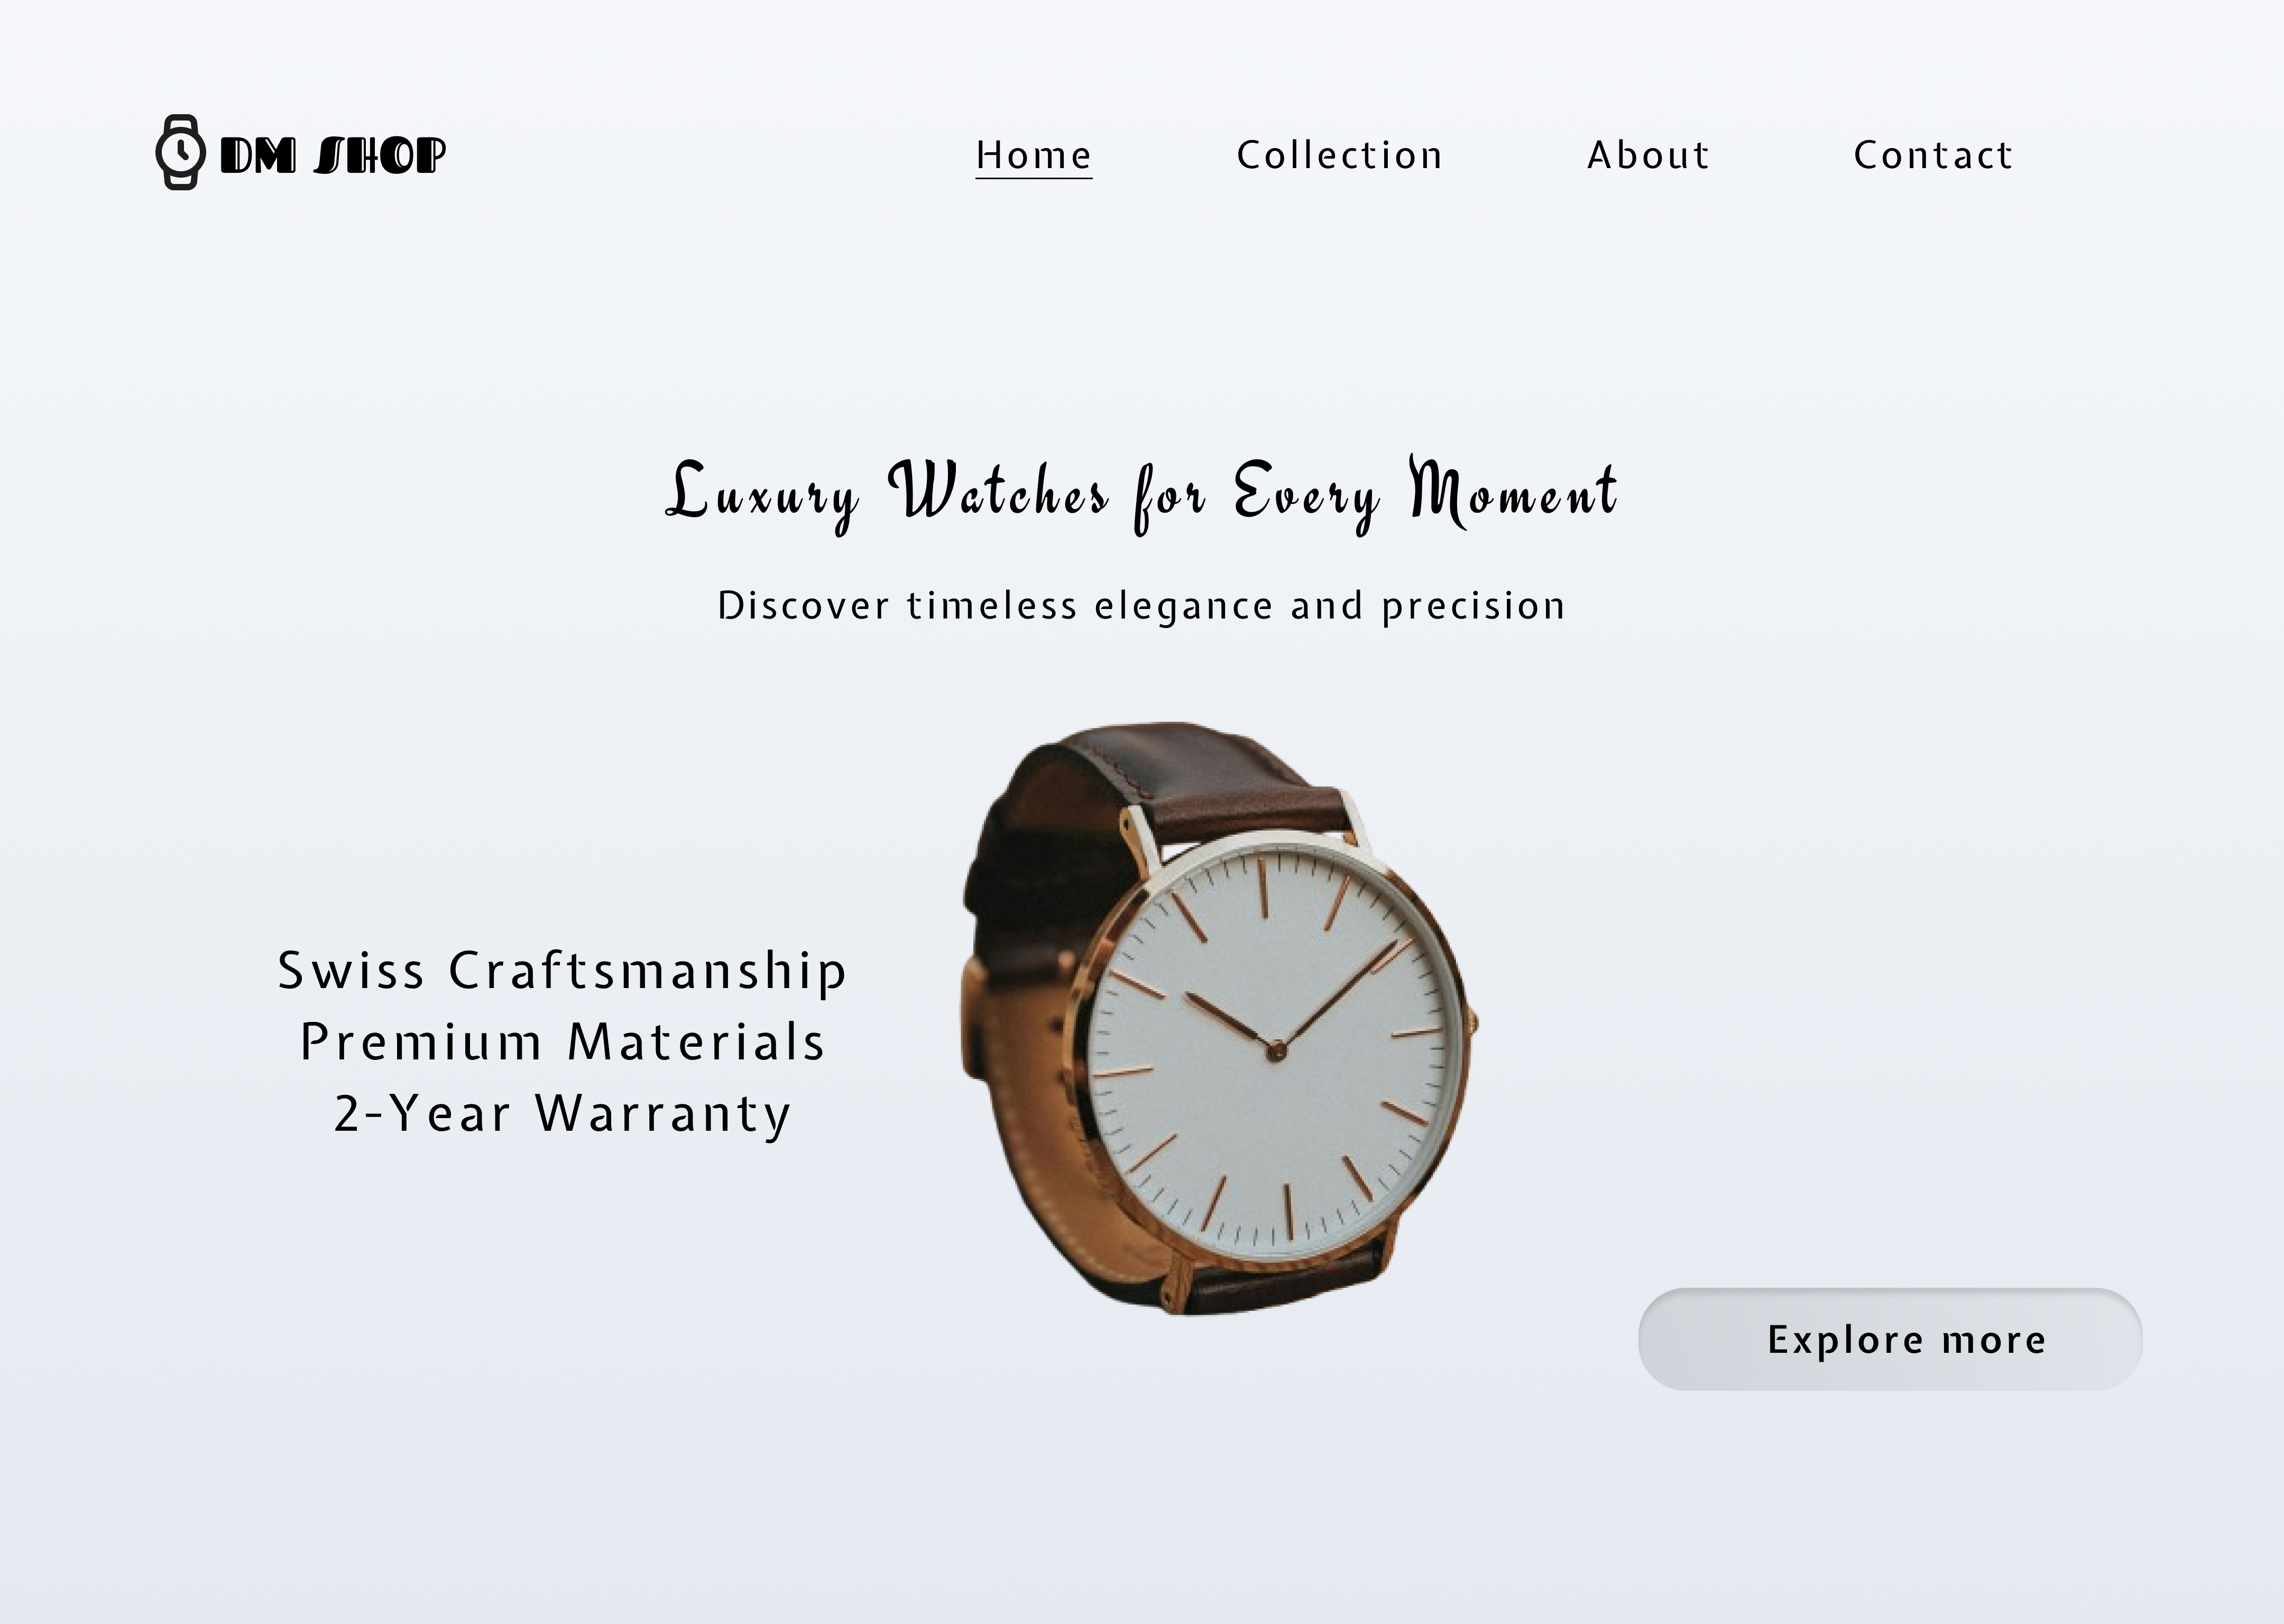 DM SHOP
Home Collection About Contact
Luxury Watches for Every Moment
Discover timeless elegance and precision
Swiss Craftsmanship
Premium Materials
2-Year Warranty
Explore more